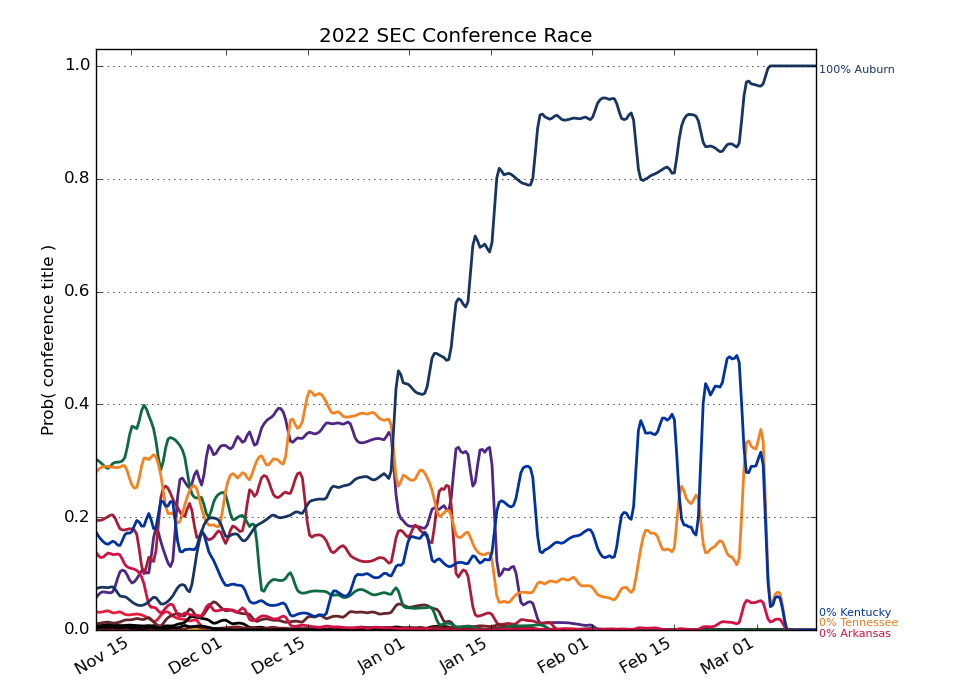 2022 SEC Conference Race
Prob( conference title )
1.0
0.8
0.6
0.4
0.2
0.0
Nov 15
Dec 01
Dec 15
Jan 01
Jan 15
Feb 01
Feb 15
Mar 01
100% Auburn
0% Kentucky
0% Tennessee
0% Arkansas